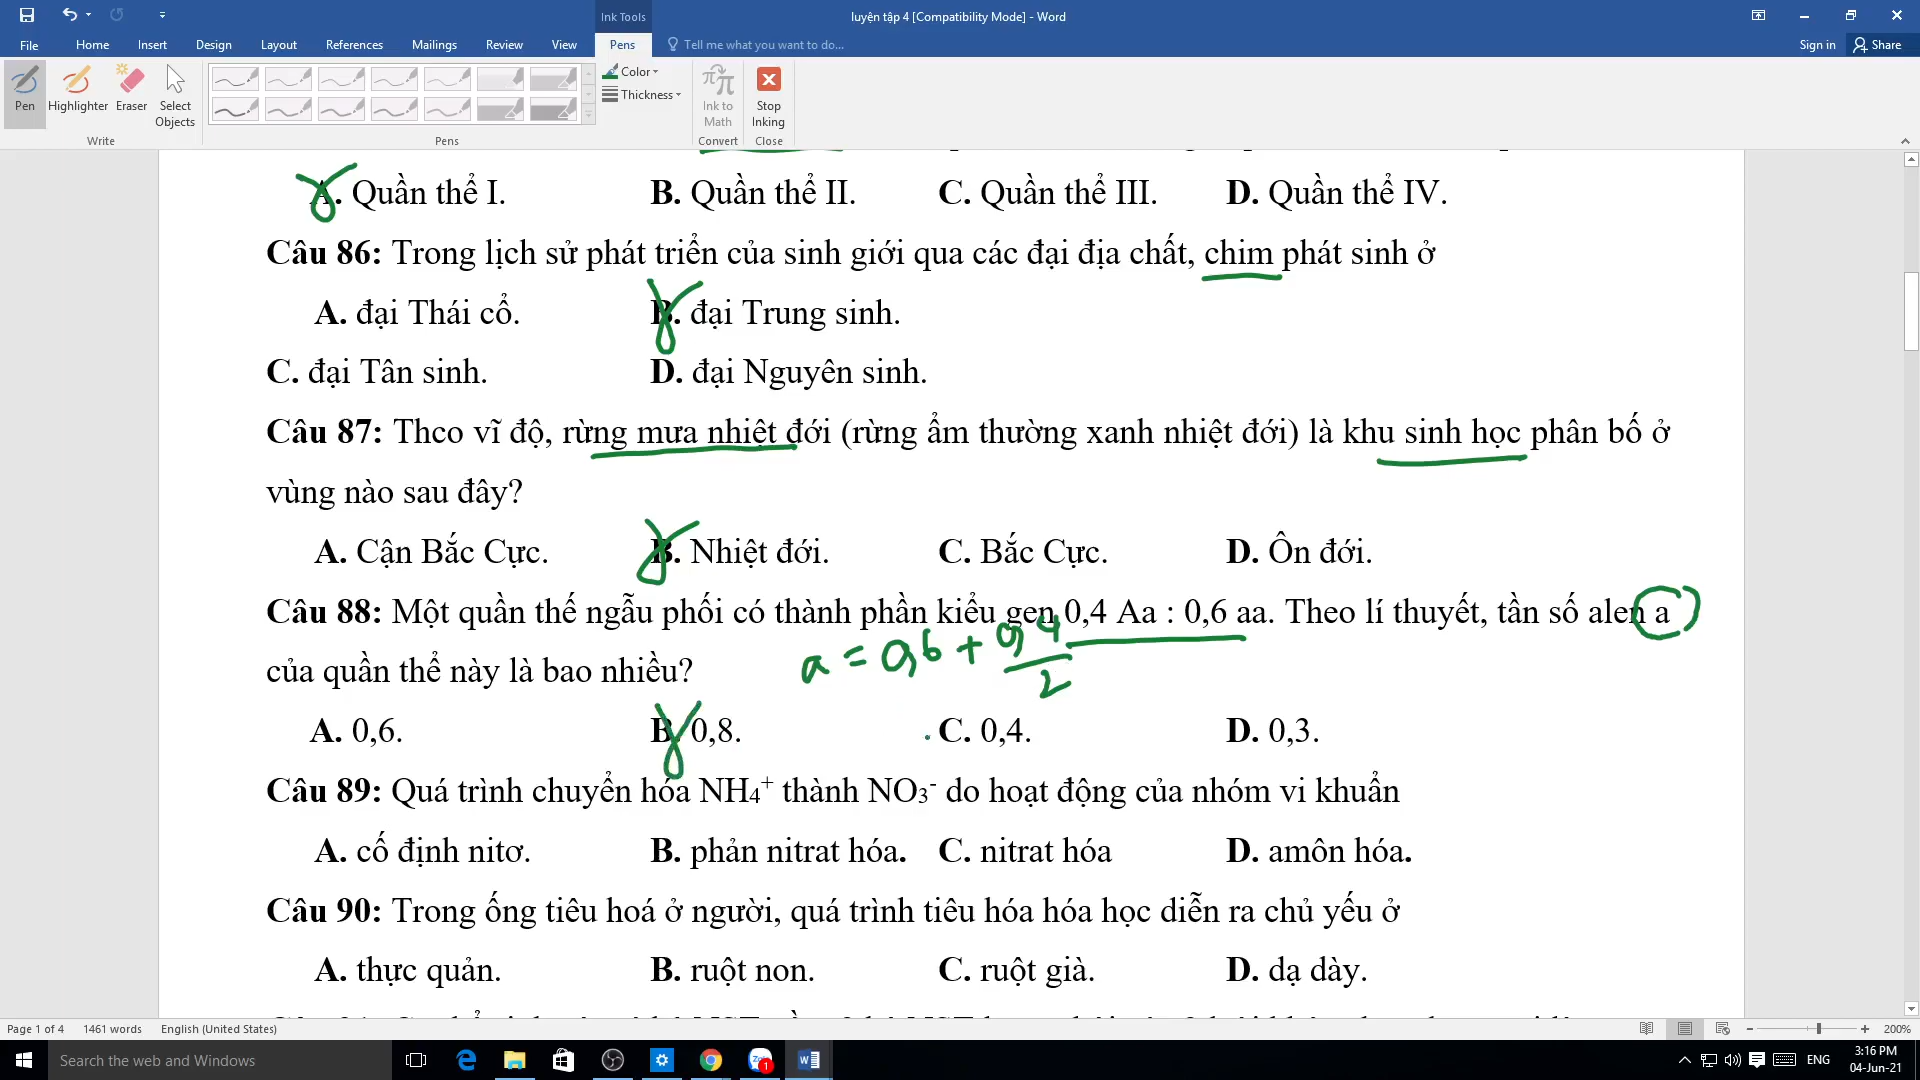 Ink Tools
luyện tập 4 [Compatibility Mode] - Word
File Home Insert Design Layout References Mailings Review View Pens Tell me what you want to do... Sign in Share
Pen Highlighter Eraser Select Objects
Color
Thickness
Ink to Math
Stop Inking
Write Pens Convert Close
A. Quần thể I. B. Quần thể II. C. Quần thể III. D. Quần thể IV.
Câu 86: Trong lịch sử phát triển của sinh giới qua các đại địa chất, chim phát sinh ở
A. đại Thái cổ. B. đại Trung sinh.
C. đại Tân sinh. D. đại Nguyên sinh.
Câu 87: Thco vĩ độ, rừng mưa nhiệt đới (rừng ẩm thường xanh nhiệt đới) là khu sinh học phân bố ở
vùng nào sau đây?
A. Cận Bắc Cực. B. Nhiệt đới. C. Bắc Cực. D. Ôn đới.
Câu 88: Một quần thế ngẫu phối có thành phần kiểu gen 0,4 Aa : 0,6 aa. Theo lí thuyết, tần số alen a
của quần thể này là bao nhiều?
a = 0,6 + 0,4/2
A. 0,6. B. 0,8. C. 0,4. D. 0,3.
Câu 89: Quá trình chuyển hóa NH₄⁺ thành NO₃⁻ do hoạt động của nhóm vi khuẩn
A. cố định nitơ. B. phản nitrat hóa. C. nitrat hóa D. amôn hóa.
Câu 90: Trong ống tiêu hoá ở người, quá trình tiêu hóa hóa học diễn ra chủ yếu ở
A. thực quản. B. ruột non. C. ruột già. D. dạ dày.
Page 1 of 4 1461 words English (United States) 200%
Search the web and Windows
ENG
3:16 PM
04-Jun-21